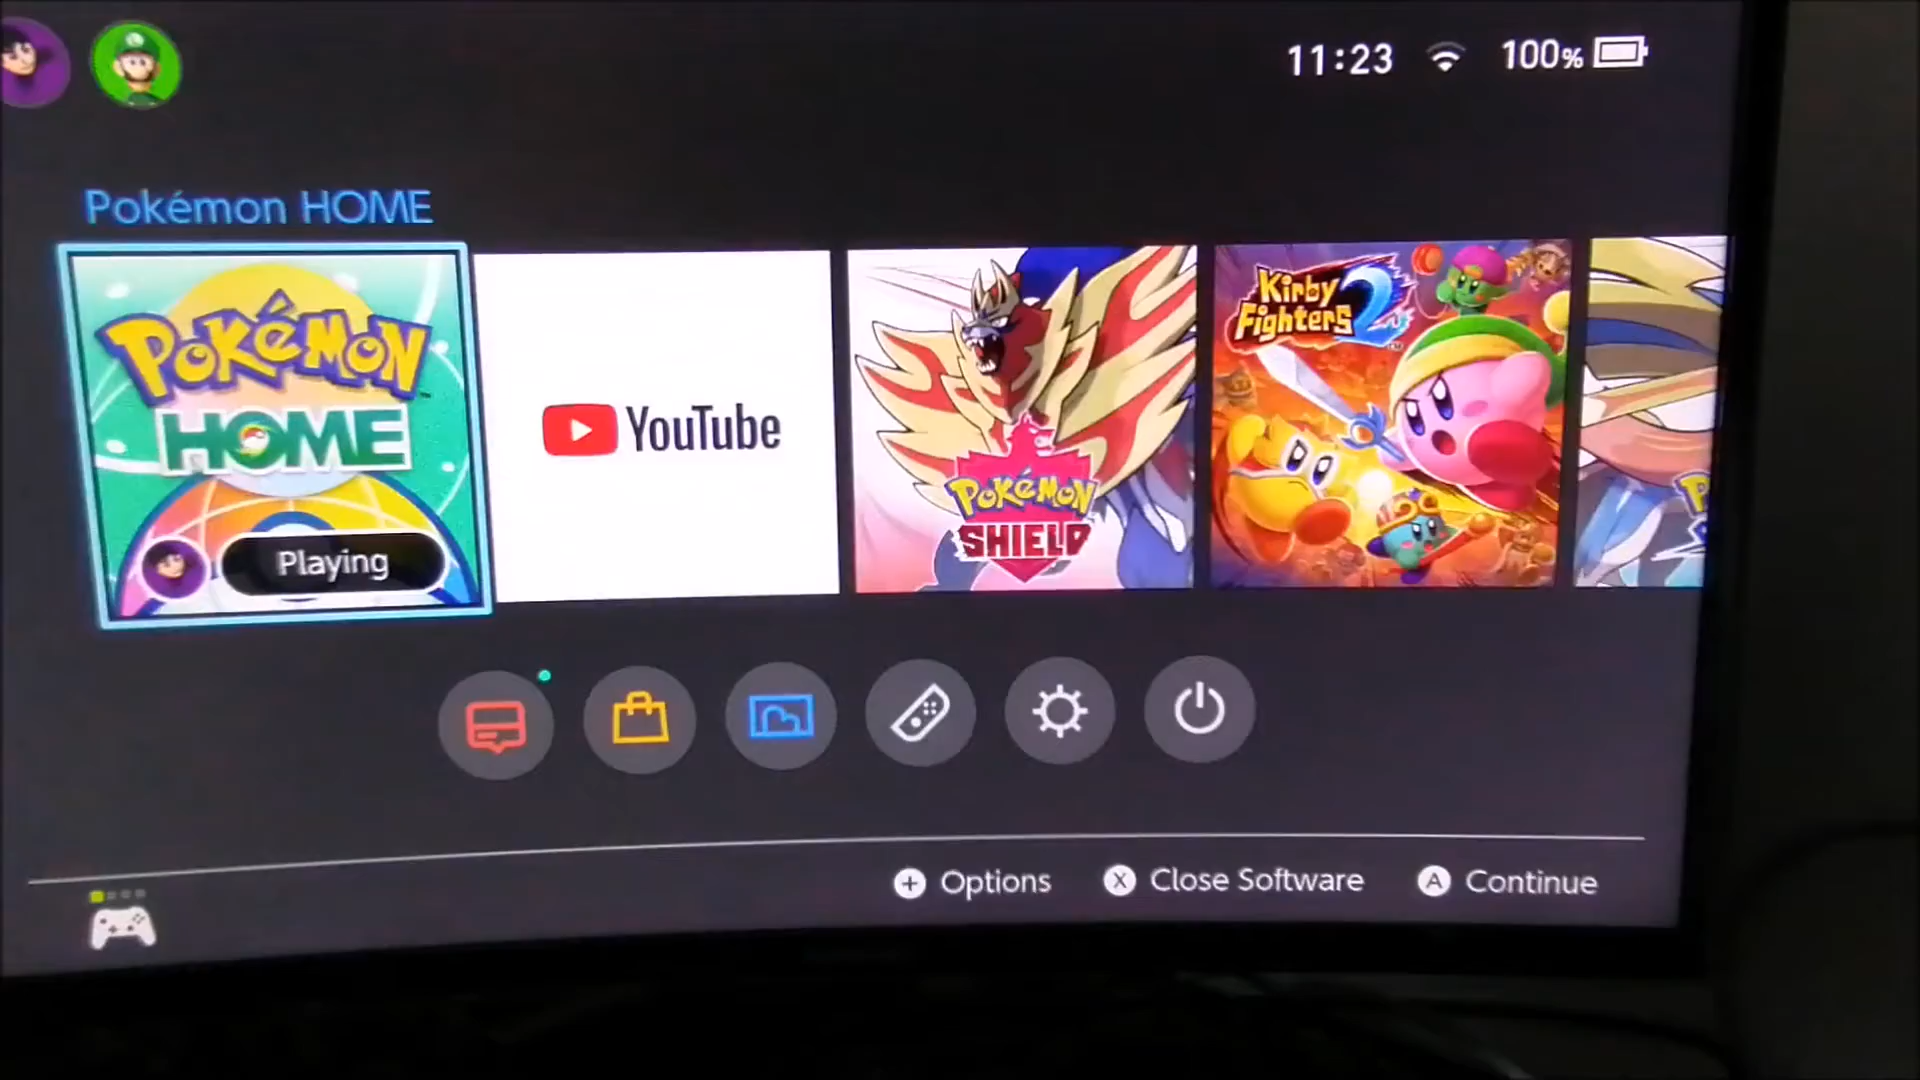 11:23 100%
Pokémon HOME
POKéMON
HOME
Playing
YouTube
POKéMON
SHIELD
Kirby
Fighters 2
+ Options X Close Software A Continue